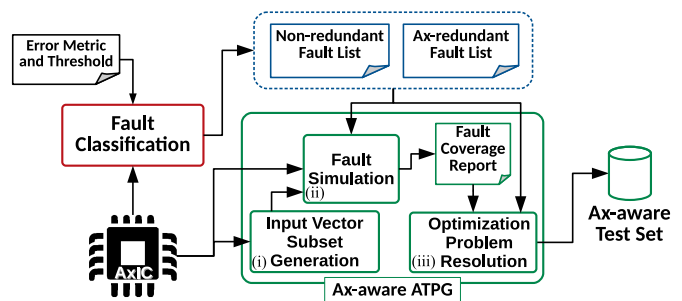 Error Metric
and Threshold
Non-redundant
Fault List
Ax-redundant
Fault List
Fault
Classification
Fault
Simulation
(ii)
Fault
Coverage
Report
Input Vector
Subset
(i) Generation
Optimization
Problem
(iii) Resolution
Ax-aware
Test Set
AxIC
Ax-aware ATPG